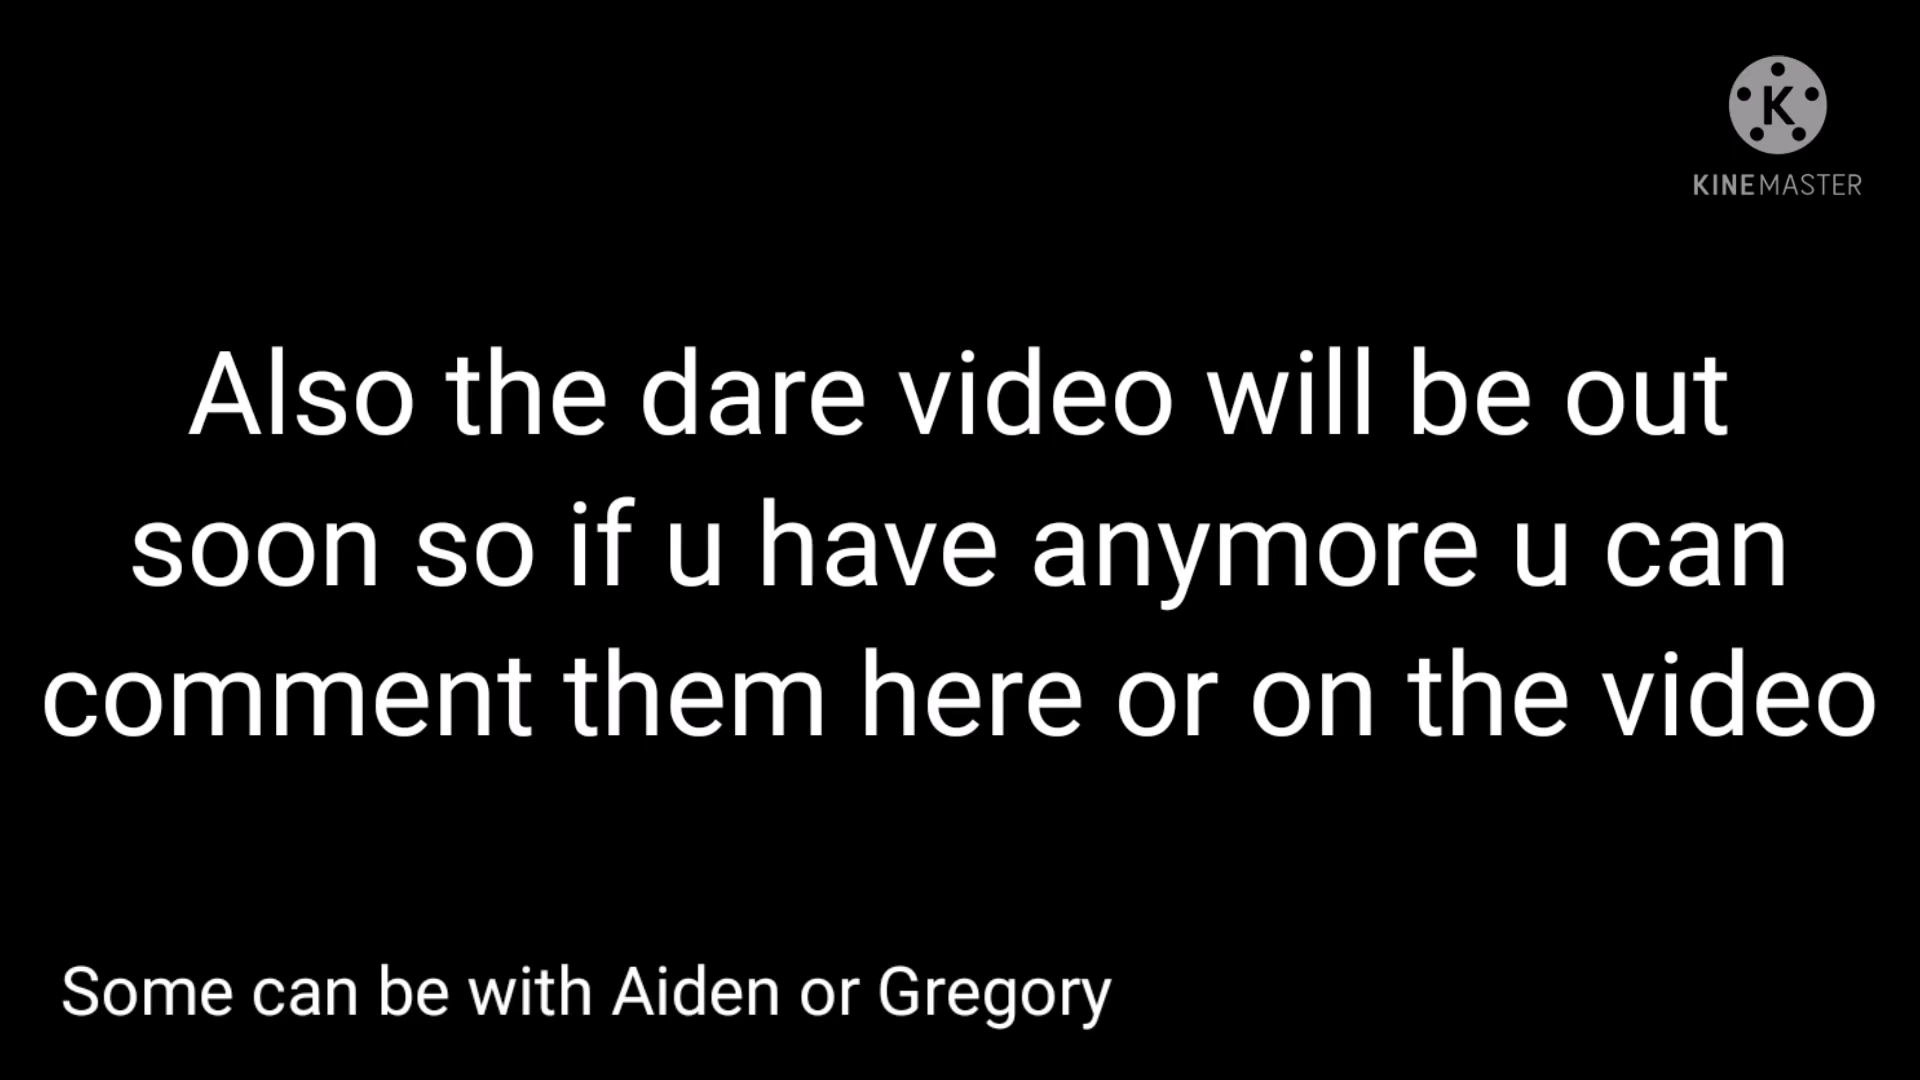 K
KINEMASTER
Also the dare video will be out
soon so if u have anymore u can
comment them here or on the video
Some can be with Aiden or Gregory